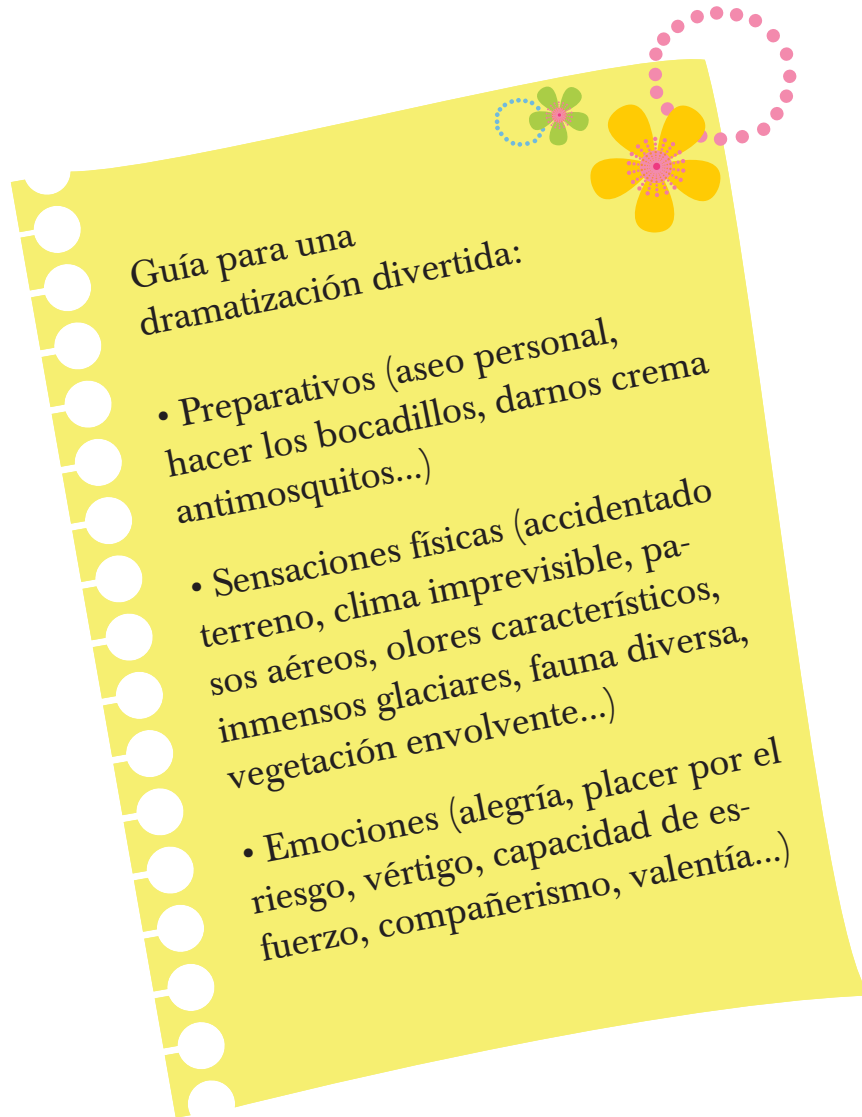 Guía para una
dramatización divertida:
• Preparativos (aseo personal,
hacer los bocadillos, darnos crema
antimosquitos...)
• Sensaciones físicas (accidentado
terreno, clima imprevisible, pa-
sos aéreos, olores característicos,
inmensos glaciares, fauna diversa,
vegetación envolvente...)
• Emociones (alegría, placer por el
riesgo, vértigo, capacidad de es-
fuerzo, compañerismo, valentía...)